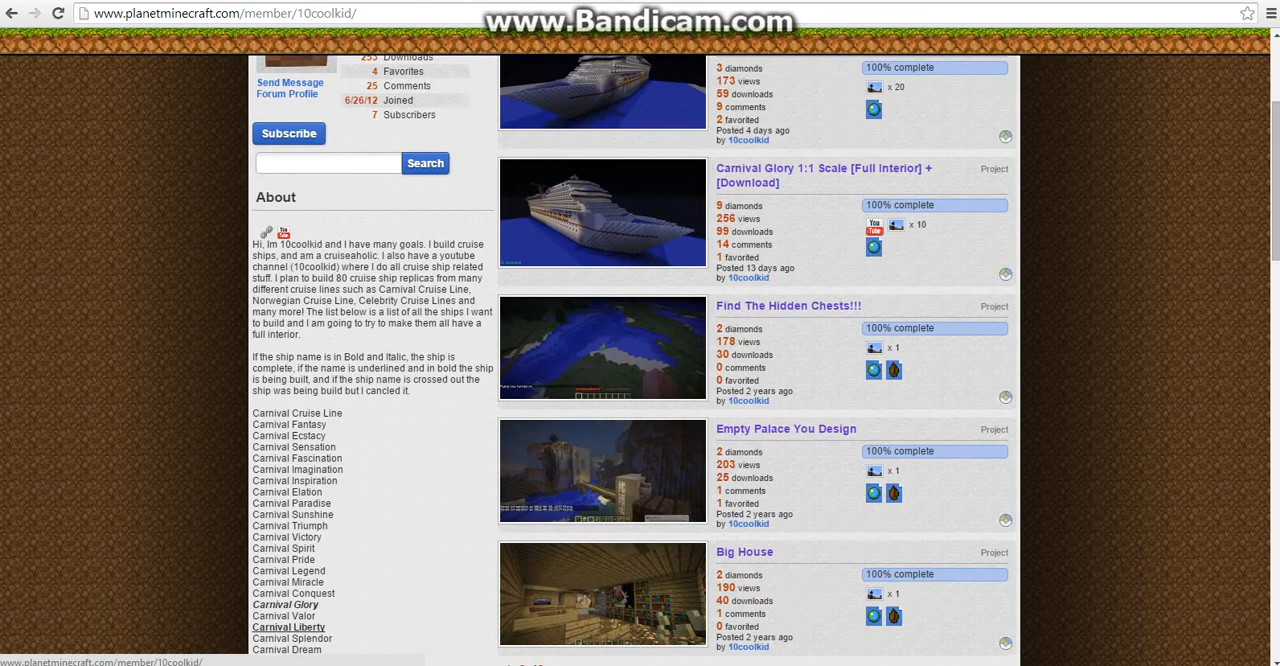 www.planetminecraft.com/member/10coolkid/
www.Bandicam.com
253 Downloads
4 Favorites
25 Comments
6/26/12 Joined
7 Subscribers
Send Message
Forum Profile
Subscribe
Search
About
You Tube
Hi, Im 10coolkid and I have many goals. I build cruise
ships, and am a cruiseaholic. I also have a youtube
channel (10coolkid) where I do all cruise ship related
stuff. I plan to build 80 cruise ship replicas from many
different cruise lines such as Carnival Cruise Line,
Norwegian Cruise Line, Celebrity Cruise Lines and
many more! The list below is a list of all the ships I want
to build and I am going to try to make them all have a
full interior.
If the ship name is in Bold and Italic, the ship is
complete, if the name is underlined and in bold the ship
is being built, and if the ship name is crossed out the
ship was being build but I cancled it.
Carnival Cruise Line
Carnival Fantasy
Carnival Ecstacy
Carnival Sensation
Carnival Fascination
Carnival Imagination
Carnival Inspiration
Carnival Elation
Carnival Paradise
Carnival Sunshine
Carnival Triumph
Carnival Victory
Carnival Spirit
Carnival Pride
Carnival Legend
Carnival Miracle
Carnival Conquest
Carnival Glory
Carnival Valor
Carnival Liberty
Carnival Splendor
Carnival Dream
3 diamonds
173 views
59 downloads
9 comments
2 favorited
Posted 4 days ago
by 10coolkid
100% complete
x 20
Carnival Glory 1:1 Scale [Full Interior] +
[Download]
Project
9 diamonds
256 views
99 downloads
14 comments
1 favorited
Posted 13 days ago
by 10coolkid
100% complete
You Tube
x 10
Find The Hidden Chests!!!
Project
2 diamonds
178 views
30 downloads
0 comments
0 favorited
Posted 2 years ago
by 10coolkid
100% complete
x 1
Empty Palace You Design
Project
2 diamonds
203 views
25 downloads
1 comments
1 favorited
Posted 2 years ago
by 10coolkid
100% complete
x 1
Big House
Project
2 diamonds
190 views
40 downloads
1 comments
0 favorited
Posted 2 years ago
by 10coolkid
100% complete
x 1
www.planetminecraft.com/member/10coolkid/